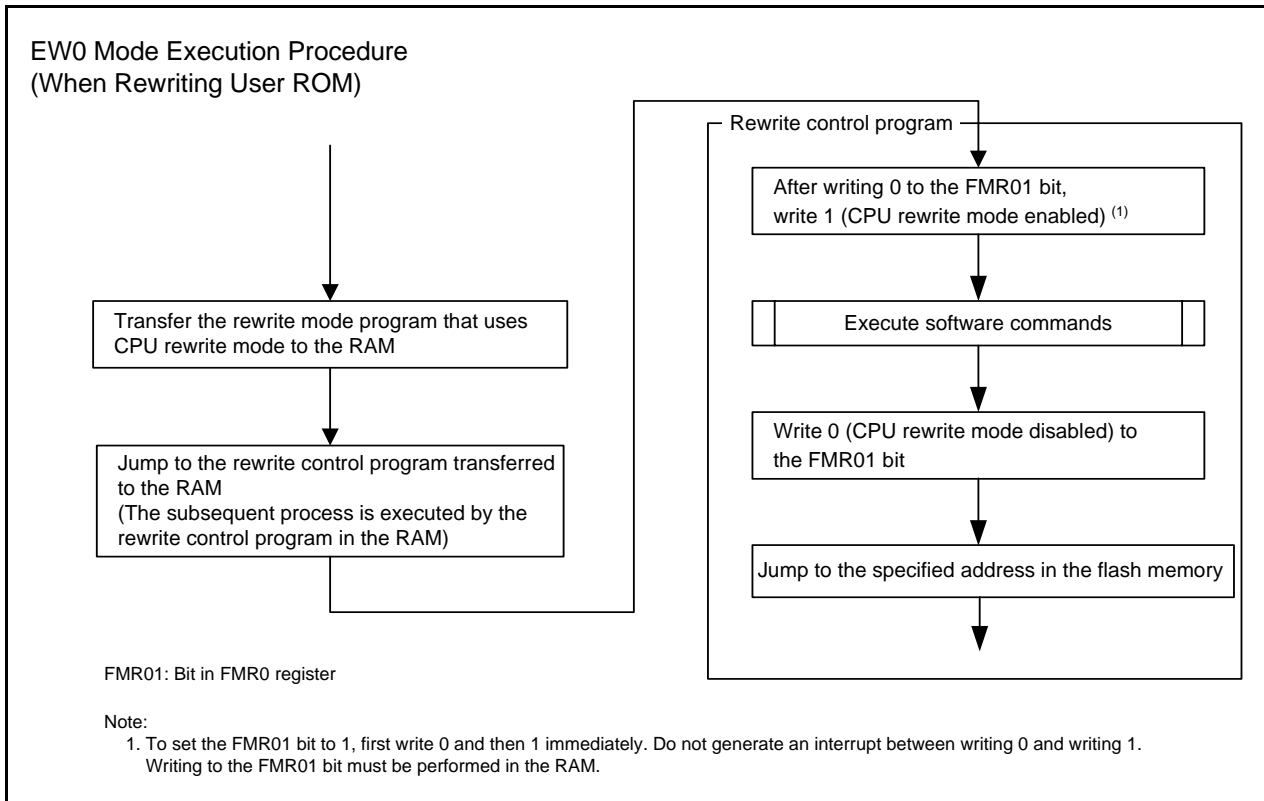 EW0 Mode Execution Procedure
(When Rewriting User ROM)
Transfer the rewrite mode program that uses
CPU rewrite mode to the RAM
Jump to the rewrite control program transferred
to the RAM
(The subsequent process is executed by the
rewrite control program in the RAM)
Rewrite control program
After writing 0 to the FMR01 bit,
write 1 (CPU rewrite mode enabled) (1)
Execute software commands
Write 0 (CPU rewrite mode disabled) to
the FMR01 bit
Jump to the specified address in the flash memory
FMR01: Bit in FMR0 register
Note:
1. To set the FMR01 bit to 1, first write 0 and then 1 immediately. Do not generate an interrupt between writing 0 and writing 1.
Writing to the FMR01 bit must be performed in the RAM.